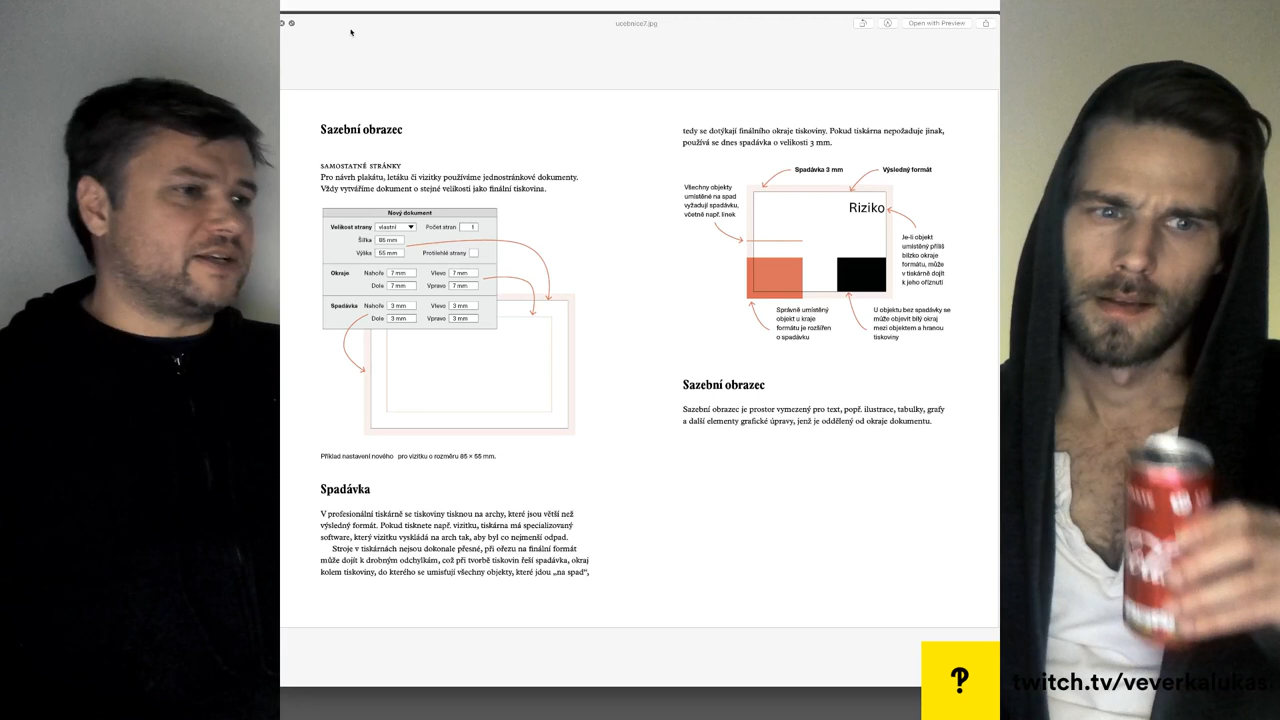 ucebnice7.jpg
Open with Preview
Sazební obrazec
SAMOSTATNÉ STRÁNKY
Pro návrh plakátu, letáku či vizitky používáme jednostránkové dokumenty.
Vždy vytváříme dokument o stejné velikosti jako finální tiskovina.
Nový dokument
Velikost strany vlastní Počet stran 1
Šířka 85 mm
Výška 55 mm Protilehlé strany
Okraje Nahoře 7 mm Vlevo 7 mm
Dole 7 mm Vpravo 7 mm
Spadávka Nahoře 3 mm Vlevo 3 mm
Dole 3 mm Vpravo 3 mm
Příklad nastavení nového pro vizitku o rozměru 85 × 55 mm.
Spadávka
V profesionální tiskárně se tiskoviny tisknou na archy, které jsou větší než
výsledný formát. Pokud tisknete např. vizitku, tiskárna má specializovaný
software, který vizitku vyskládá na arch tak, aby byl co nejmenší odpad.
Stroje v tiskárnách nejsou dokonale přesné, při ořezu na finální formát
může dojít k drobným odchylkám, což při tvorbě tiskovin řeší spadávka, okraj
kolem tiskoviny, do kterého se umisťují všechny objekty, které jdou „na spad“,
tedy se dotýkají finálního okraje tiskoviny. Pokud tiskárna nepožaduje jinak,
používá se dnes spadávka o velikosti 3 mm.
Spadávka 3 mm
Výsledný formát
Všechny objekty
umístěné na spad
vyžadují spadávku,
včetně např. linek
Riziko
Je-li objekt
umístěný příliš
blízko okraje
formátu, může
v tiskárně dojít
k jeho oříznutí
Správně umístěný
objekt u kraje
formátu je rozšířen
o spadávku
U objektu bez spadávky se
může objevit bílý okraj
mezi objektem a hranou
tiskoviny
Sazební obrazec
Sazební obrazec je prostor vymezený pro text, popř. ilustrace, tabulky, grafy
a další elementy grafické úpravy, jenž je oddělený od okraje dokumentu.
?
twitch.tv/veverkalukas